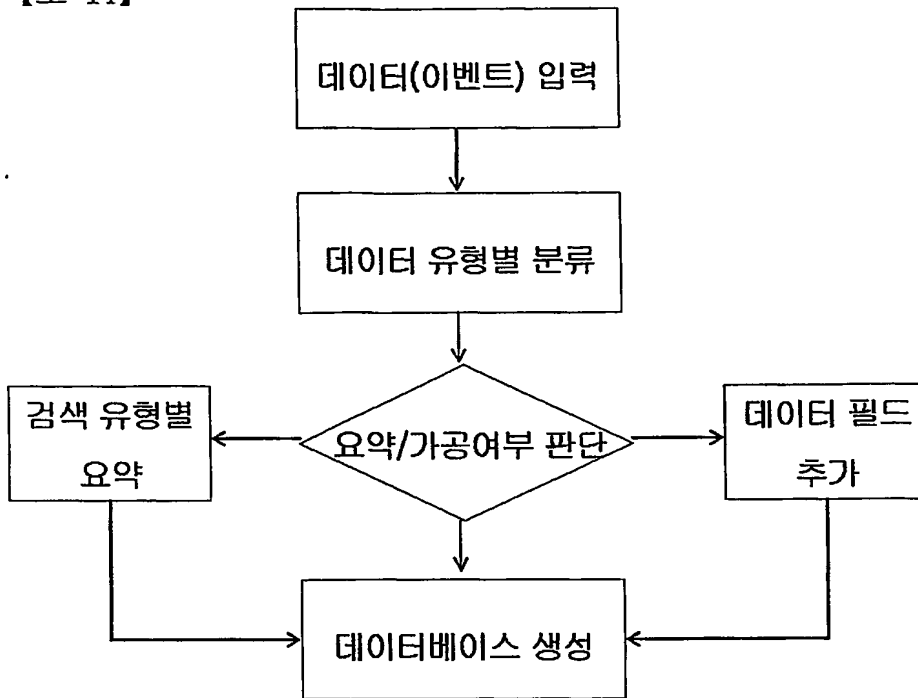 데이터(이벤트) 입력
데이터 유형별 분류
검색 유형별
요약
요약/가공여부 판단
데이터 필드
추가
데이터베이스 생성